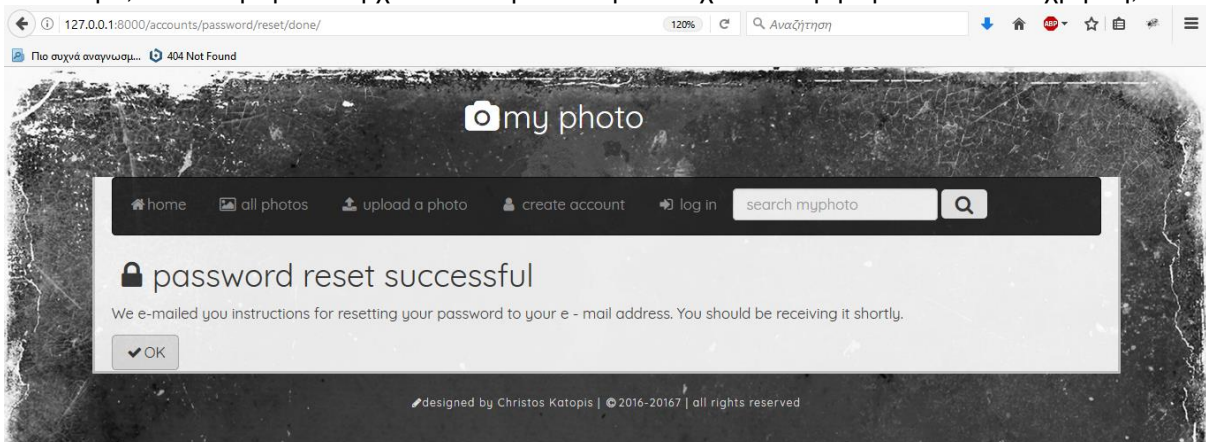 127.0.0.1:8000/accounts/password/reset/done/ 120% Αναζήτηση ABP
Πιο συχνά αναγνωσμ... 404 Not Found
my photo
home all photos upload a photo create account log in search myphoto
password reset successful
We e-mailed you instructions for resetting your password to your e - mail address. You should be receiving it shortly.
OK
designed by Christos Katopis | © 2016-20167 | all rights reserved